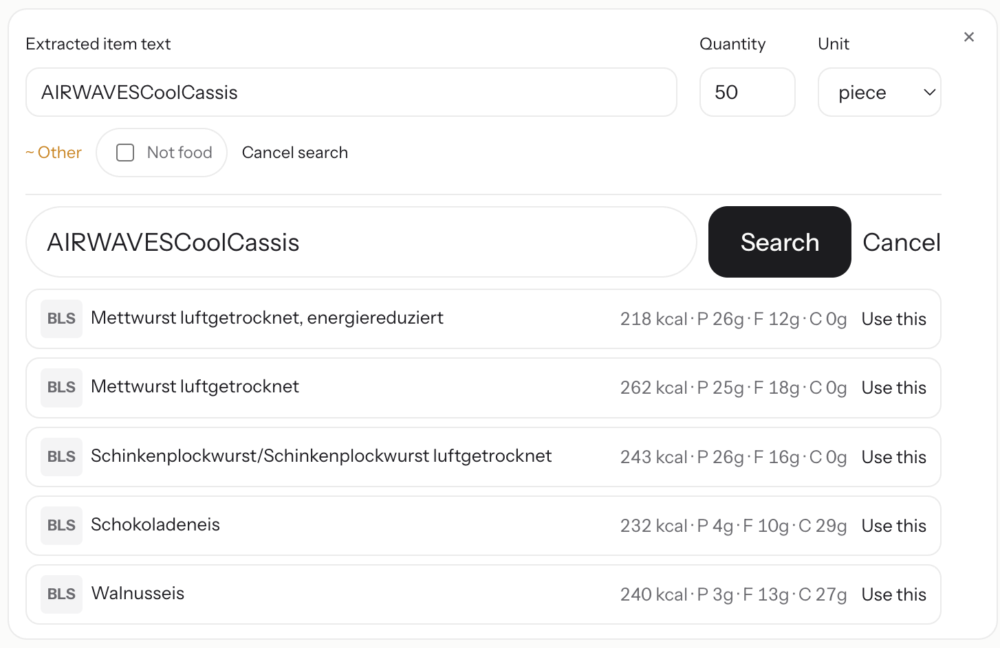 Extracted item text
Quantity
Unit
×
AIRWAVESCoolCassis
50
piece
~ Other
Not food
Cancel search
AIRWAVESCoolCassis
Search
Cancel
BLS Mettwurst luftgetrocknet, energiereduziert 218 kcal · P 26g · F 12g · C 0g Use this
BLS Mettwurst luftgetrocknet 262 kcal · P 25g · F 18g · C 0g Use this
BLS Schinkenplockwurst/Schinkenplockwurst luftgetrocknet 243 kcal · P 26g · F 16g · C 0g Use this
BLS Schokoladeneis 232 kcal · P 4g · F 10g · C 29g Use this
BLS Walnusseis 240 kcal · P 3g · F 13g · C 27g Use this